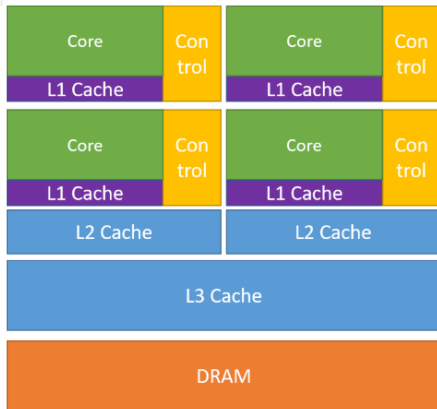 Core
Con
trol
L1 Cache
Core
Con
trol
L1 Cache
Core
Con
trol
L1 Cache
Core
Con
trol
L1 Cache
L2 Cache
L2 Cache
L3 Cache
DRAM